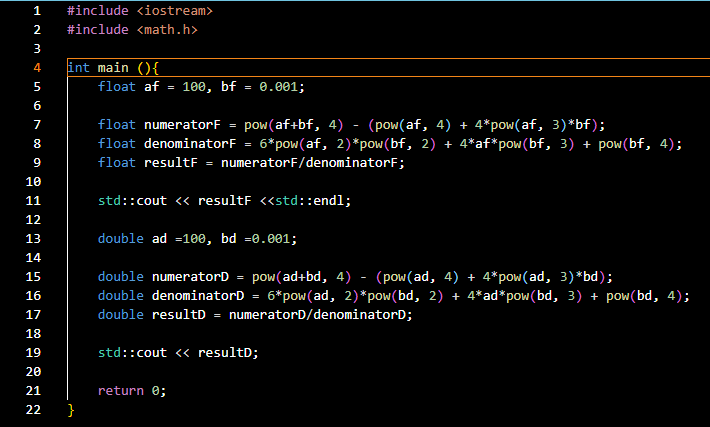 1 #include <iostream>
2 #include <math.h>
3
4 int main (){
5 float af = 100, bf = 0.001;
6
7 float numeratorF = pow(af+bf, 4) - (pow(af, 4) + 4*pow(af, 3)*bf);
8 float denominatorF = 6*pow(af, 2)*pow(bf, 2) + 4*af*pow(bf, 3) + pow(bf, 4);
9 float resultF = numeratorF/denominatorF;
10
11 std::cout << resultF <<std::endl;
12
13 double ad =100, bd =0.001;
14
15 double numeratorD = pow(ad+bd, 4) - (pow(ad, 4) + 4*pow(ad, 3)*bd);
16 double denominatorD = 6*pow(ad, 2)*pow(bd, 2) + 4*ad*pow(bd, 3) + pow(bd, 4);
17 double resultD = numeratorD/denominatorD;
18
19 std::cout << resultD;
20
21 return 0;
22 }